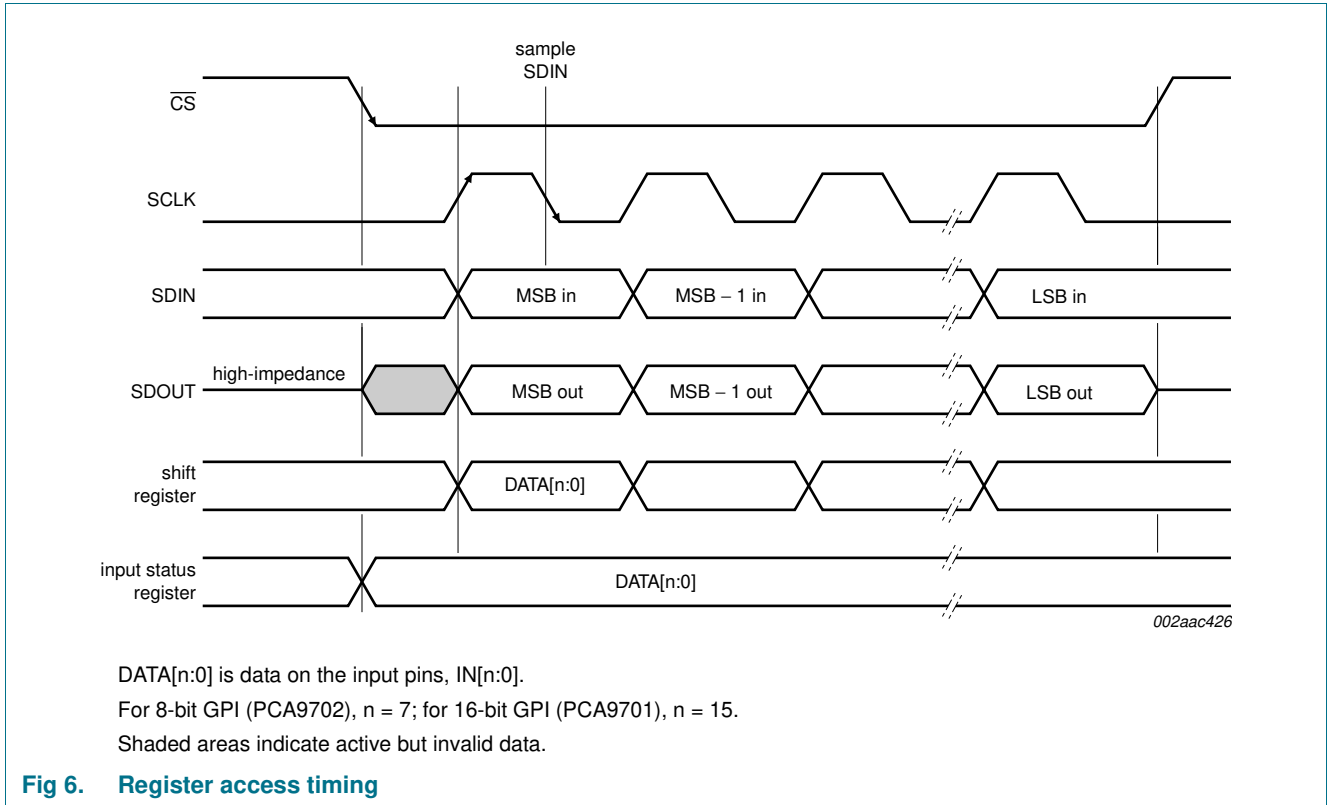 sample
SDIN
CS
SCLK
SDIN
MSB in
MSB − 1 in
LSB in
SDOUT
high-impedance
MSB out
MSB − 1 out
LSB out
shift
register
DATA[n:0]
input status
register
DATA[n:0]
002aac426
DATA[n:0] is data on the input pins, IN[n:0].
For 8-bit GPI (PCA9702), n = 7; for 16-bit GPI (PCA9701), n = 15.
Shaded areas indicate active but invalid data.
Fig 6. Register access timing